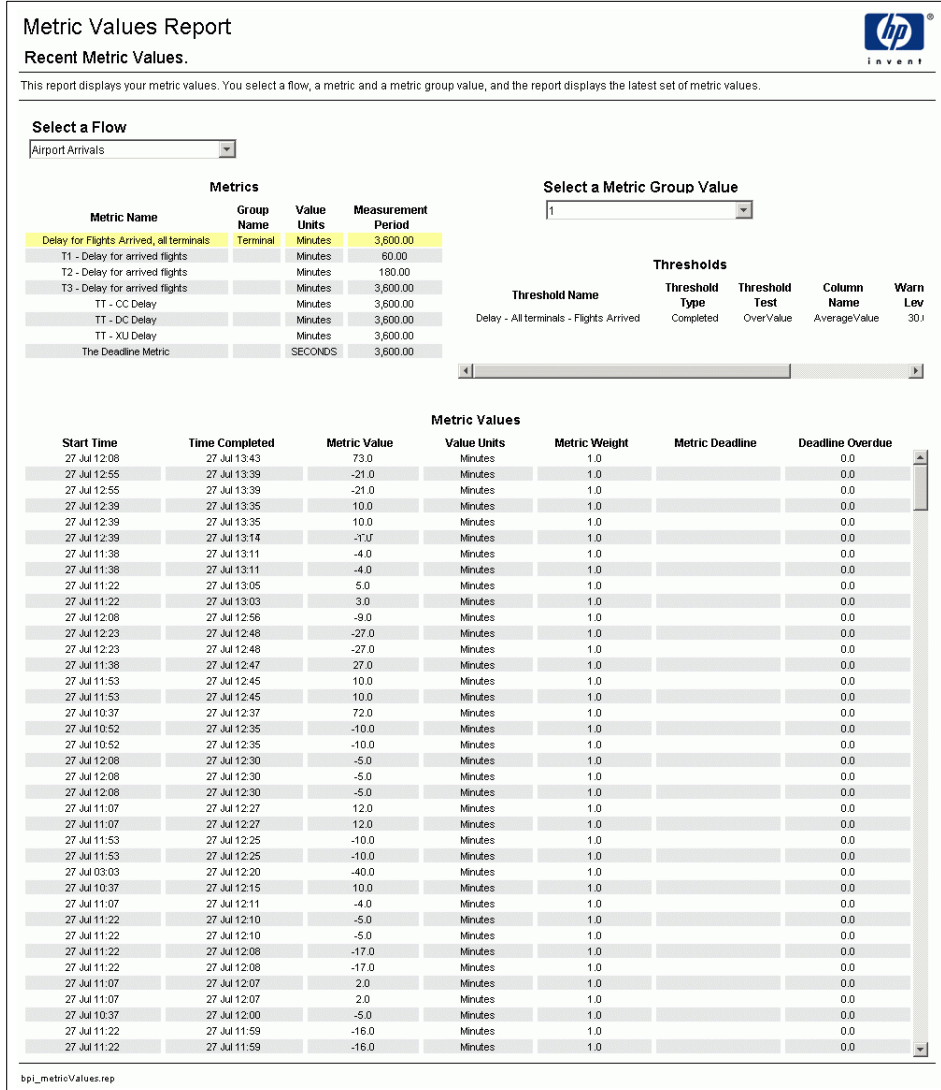 Metric Values Report
Recent Metric Values.
hp
®
invent
This report displays your metric values. You select a flow, a metric and a metric group value, and the report displays the latest set of metric values.
Select a Flow
Airport Arrivals
Metrics
Metric Name Group Name Value Units Measurement Period
Delay for Flights Arrived, all terminals Terminal Minutes 3,600.00
T1 - Delay for arrived flights Minutes 60.00
T2 - Delay for arrived flights Minutes 180.00
T3 - Delay for arrived flights Minutes 3,600.00
TT - CC Delay Minutes 3,600.00
TT - DC Delay Minutes 3,600.00
TT - XU Delay Minutes 3,600.00
The Deadline Metric SECONDS 3,600.00
Select a Metric Group Value
1
Thresholds
Threshold Name Threshold Type Threshold Test Column Name Warn Lev
Delay - All terminals - Flights Arrived Completed OverValue AverageValue 30.
Metric Values
Start Time Time Completed Metric Value Value Units Metric Weight Metric Deadline Deadline Overdue
27 Jul 12:08 27 Jul 13:43 73.0 Minutes 1.0 0.0
27 Jul 12:55 27 Jul 13:39 -21.0 Minutes 1.0 0.0
27 Jul 12:55 27 Jul 13:39 -21.0 Minutes 1.0 0.0
27 Jul 12:39 27 Jul 13:35 10.0 Minutes 1.0 0.0
27 Jul 12:39 27 Jul 13:35 10.0 Minutes 1.0 0.0
27 Jul 12:39 27 Jul 13:14 Minutes 1.0 0.0
27 Jul 11:38 27 Jul 13:11 -4.0 Minutes 1.0 0.0
27 Jul 11:38 27 Jul 13:11 -4.0 Minutes 1.0 0.0
27 Jul 11:22 27 Jul 13:05 5.0 Minutes 1.0 0.0
27 Jul 11:22 27 Jul 13:03 3.0 Minutes 1.0 0.0
27 Jul 12:08 27 Jul 12:56 -9.0 Minutes 1.0 0.0
27 Jul 12:23 27 Jul 12:48 -27.0 Minutes 1.0 0.0
27 Jul 12:23 27 Jul 12:48 -27.0 Minutes 1.0 0.0
27 Jul 11:38 27 Jul 12:47 27.0 Minutes 1.0 0.0
27 Jul 11:53 27 Jul 12:45 10.0 Minutes 1.0 0.0
27 Jul 11:53 27 Jul 12:45 10.0 Minutes 1.0 0.0
27 Jul 10:37 27 Jul 12:37 72.0 Minutes 1.0 0.0
27 Jul 10:52 27 Jul 12:35 -10.0 Minutes 1.0 0.0
27 Jul 10:52 27 Jul 12:35 -10.0 Minutes 1.0 0.0
27 Jul 12:08 27 Jul 12:30 -5.0 Minutes 1.0 0.0
27 Jul 12:08 27 Jul 12:30 -5.0 Minutes 1.0 0.0
27 Jul 12:08 27 Jul 12:30 -5.0 Minutes 1.0 0.0
27 Jul 11:07 27 Jul 12:27 12.0 Minutes 1.0 0.0
27 Jul 11:07 27 Jul 12:27 12.0 Minutes 1.0 0.0
27 Jul 11:53 27 Jul 12:25 -10.0 Minutes 1.0 0.0
27 Jul 11:53 27 Jul 12:25 -10.0 Minutes 1.0 0.0
27 Jul 03:03 27 Jul 12:20 -40.0 Minutes 1.0 0.0
27 Jul 10:37 27 Jul 12:15 10.0 Minutes 1.0 0.0
27 Jul 11:07 27 Jul 12:11 -4.0 Minutes 1.0 0.0
27 Jul 11:22 27 Jul 12:10 -5.0 Minutes 1.0 0.0
27 Jul 11:22 27 Jul 12:10 -5.0 Minutes 1.0 0.0
27 Jul 11:22 27 Jul 12:08 -17.0 Minutes 1.0 0.0
27 Jul 11:22 27 Jul 12:08 -17.0 Minutes 1.0 0.0
27 Jul 11:07 27 Jul 12:07 2.0 Minutes 1.0 0.0
27 Jul 11:07 27 Jul 12:07 2.0 Minutes 1.0 0.0
27 Jul 10:37 27 Jul 12:00 -5.0 Minutes 1.0 0.0
27 Jul 11:22 27 Jul 11:59 -16.0 Minutes 1.0 0.0
27 Jul 11:22 27 Jul 11:59 -16.0 Minutes 1.0 0.0
bpi_metricValues.rep